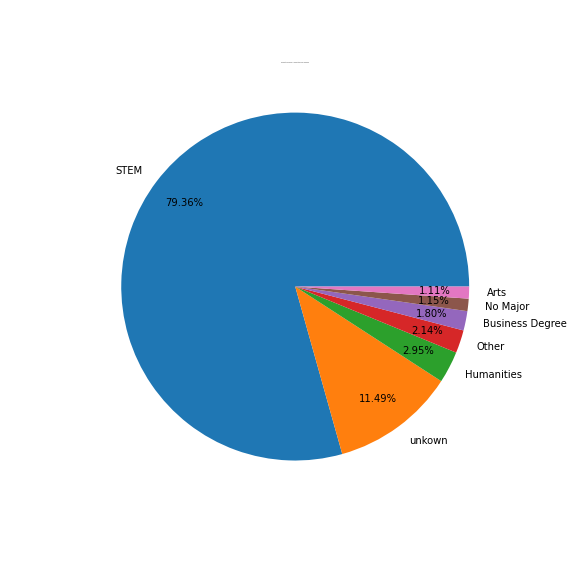 STEM
79.36%
1.11%
Arts
1.15%
No Major
1.80%
Business Degree
2.14%
Other
2.95%
Humanities
11.49%
unkown